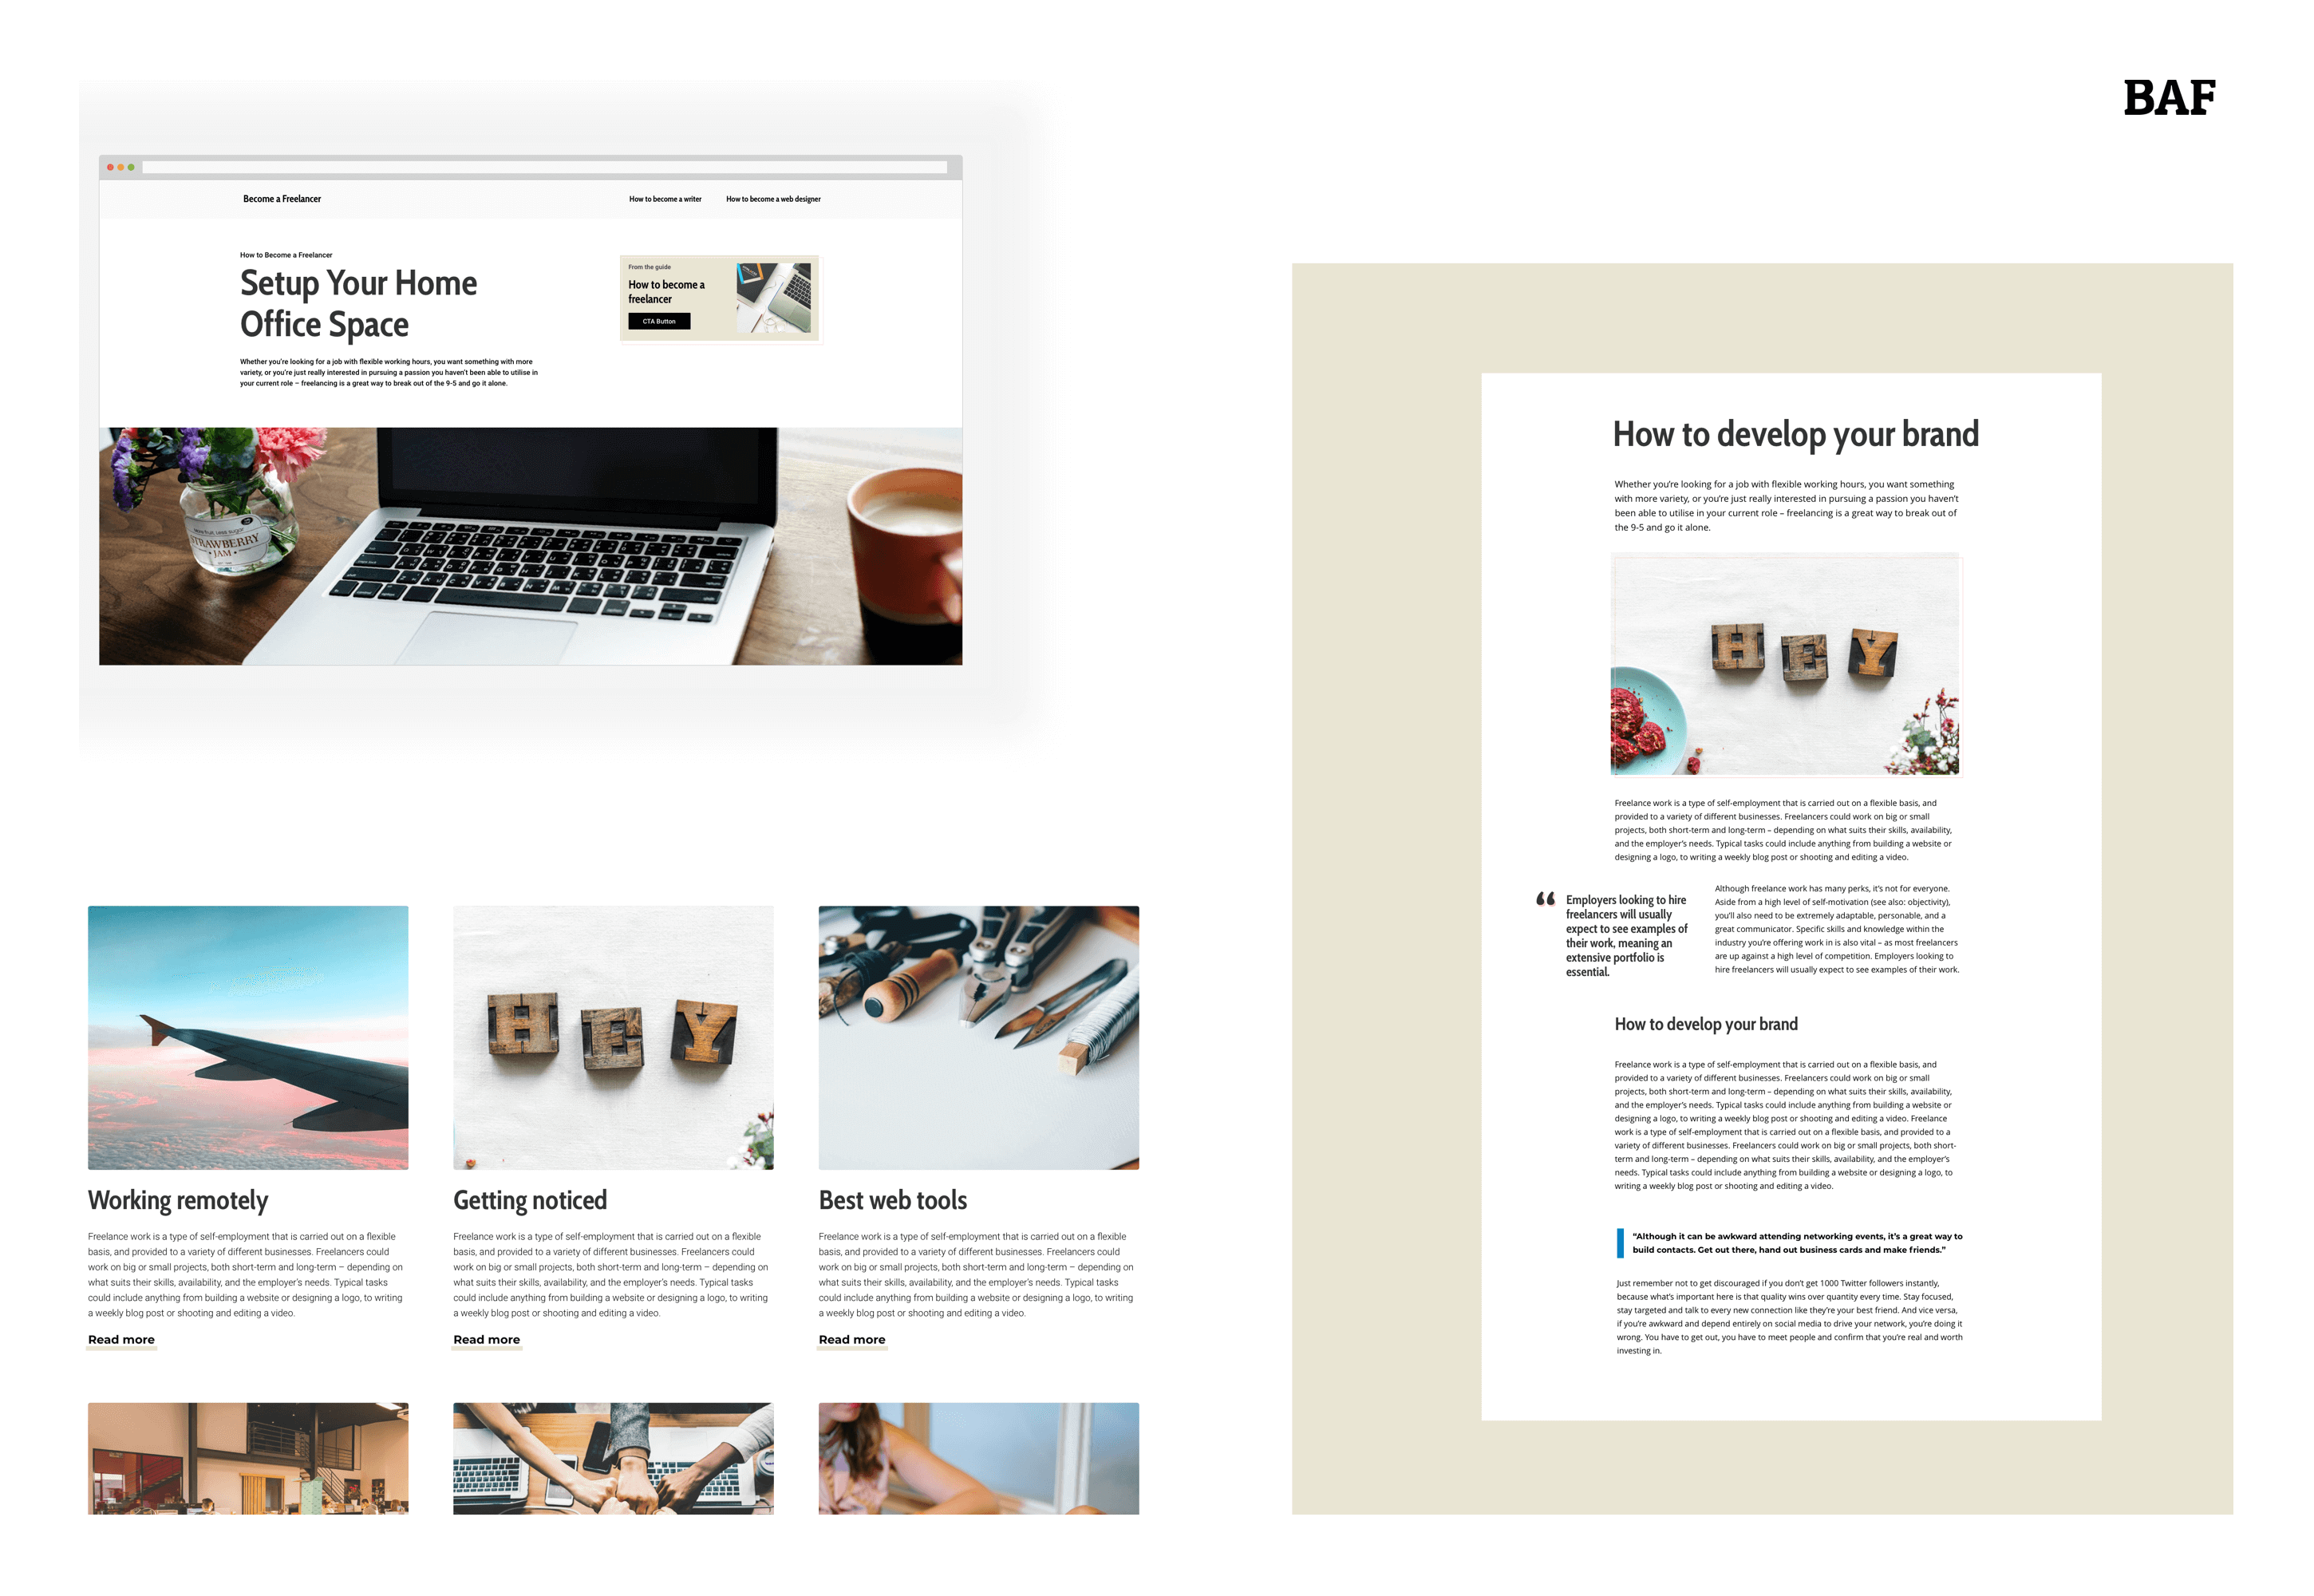 BAF
Become a Freelancer
How to become a writer
How to become a web designer
How to Become a Freelancer
Setup Your Home
Office Space
Whether you're looking for a job with flexible working hours, you want something with more
variety, or you're just really interested in pursuing a passion you haven't been able to utilise in
your current role – freelancing is a great way to break out of the 9-5 and go it alone.
From the guide
How to become a
freelancer
CTA Button
STRAWBERRY
JAM
Working remotely
Freelance work is a type of self-employment that is carried out on a flexible
basis, and provided to a variety of different businesses. Freelancers could
work on big or small projects, both short-term and long-term – depending on
what suits their skills, availability, and the employer's needs. Typical tasks
could include anything from building a website or designing a logo, to writing
a weekly blog post or shooting and editing a video.
Read more
HEY
Getting noticed
Freelance work is a type of self-employment that is carried out on a flexible
basis, and provided to a variety of different businesses. Freelancers could
work on big or small projects, both short-term and long-term – depending on
what suits their skills, availability, and the employer's needs. Typical tasks
could include anything from building a website or designing a logo, to writing
a weekly blog post or shooting and editing a video.
Read more
Best web tools
Freelance work is a type of self-employment that is carried out on a flexible
basis, and provided to a variety of different businesses. Freelancers could
work on big or small projects, both short-term and long-term – depending on
what suits their skills, availability, and the employer's needs. Typical tasks
could include anything from building a website or designing a logo, to writing
a weekly blog post or shooting and editing a video.
Read more
How to develop your brand
Whether you're looking for a job with flexible working hours, you want something
with more variety, or you're just really interested in pursuing a passion you haven't
been able to utilise in your current role – freelancing is a great way to break out of
the 9-5 and go it alone.
HEY
Freelance work is a type of self-employment that is carried out on a flexible basis, and
provided to a variety of different businesses. Freelancers could work on big or small
projects, both short-term and long-term – depending on what suits their skills, availability,
and the employer's needs. Typical tasks could include anything from building a website or
designing a logo, to writing a weekly blog post or shooting and editing a video.
“ Employers looking to hire
freelancers will usually
expect to see examples of
their work, meaning an
extensive portfolio is
essential.
Although freelance work has many perks, it's not for everyone.
Aside from a high level of self-motivation (see also: objectivity),
you'll also need to be extremely adaptable, personable, and a
great communicator. Specific skills and knowledge within the
industry you're offering work in is also vital – as most freelancers
are up against a high level of competition. Employers looking to
hire freelancers will usually expect to see examples of their work.
How to develop your brand
Freelance work is a type of self-employment that is carried out on a flexible basis, and
provided to a variety of different businesses. Freelancers could work on big or small
projects, both short-term and long-term – depending on what suits their skills, availability,
and the employer's needs. Typical tasks could include anything from building a website or
designing a logo, to writing a weekly blog post or shooting and editing a video. Freelance
work is a type of self-employment that is carried out on a flexible basis, and provided to a
variety of different businesses. Freelancers could work on big or small projects, both short-
term and long-term – depending on what suits their skills, availability, and the employer's
needs. Typical tasks could include anything from building a website or designing a logo, to
writing a weekly blog post or shooting and editing a video.
“Although it can be awkward attending networking events, it's a great way to
build contacts. Get out there, hand out business cards and make friends.”
Just remember not to get discouraged if you don't get 1000 Twitter followers instantly,
because what's important here is that quality wins over quantity every time. Stay focused,
stay targeted and talk to every new connection like they're your best friend. And vice versa,
if you're awkward and depend entirely on social media to drive your network, you're doing it
wrong. You have to get out, you have to meet people and confirm that you're real and worth
investing in.